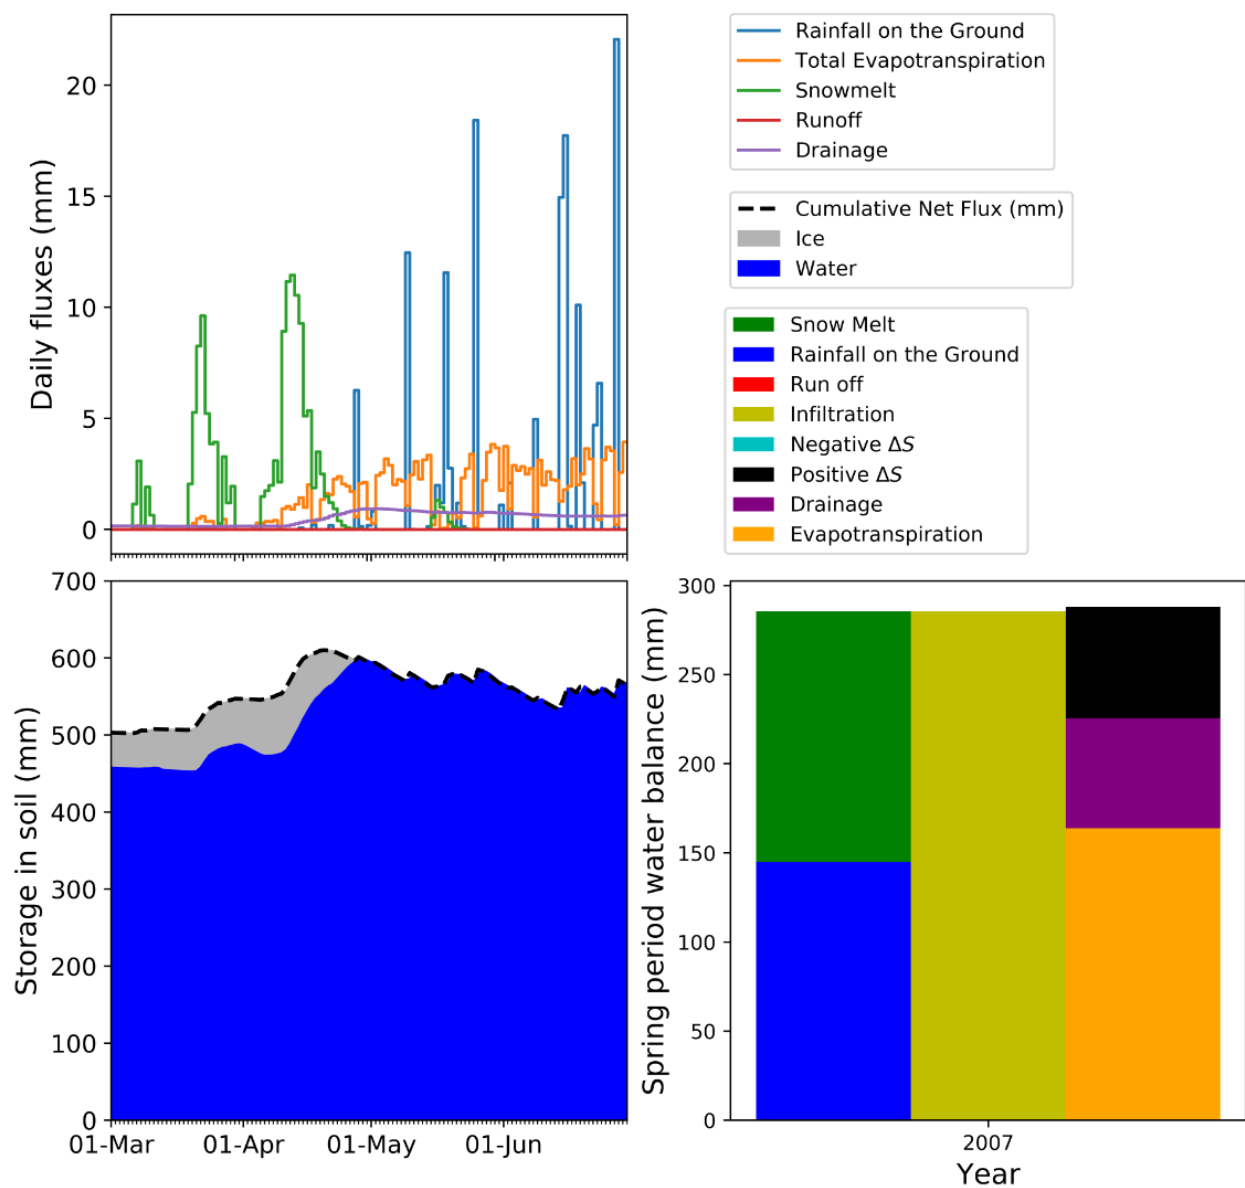 Daily fluxes (mm)
20
15
10
5
0
Rainfall on the Ground
Total Evapotranspiration
Snowmelt
Runoff
Drainage
Cumulative Net Flux (mm)
Ice
Water
Snow Melt
Rainfall on the Ground
Run off
Infiltration
Negative ΔS
Positive ΔS
Drainage
Evapotranspiration
Storage in soil (mm)
700
600
500
400
300
200
100
0
01-Mar 01-Apr 01-May 01-Jun
Spring period water balance (mm)
300
250
200
150
100
50
0
2007
Year